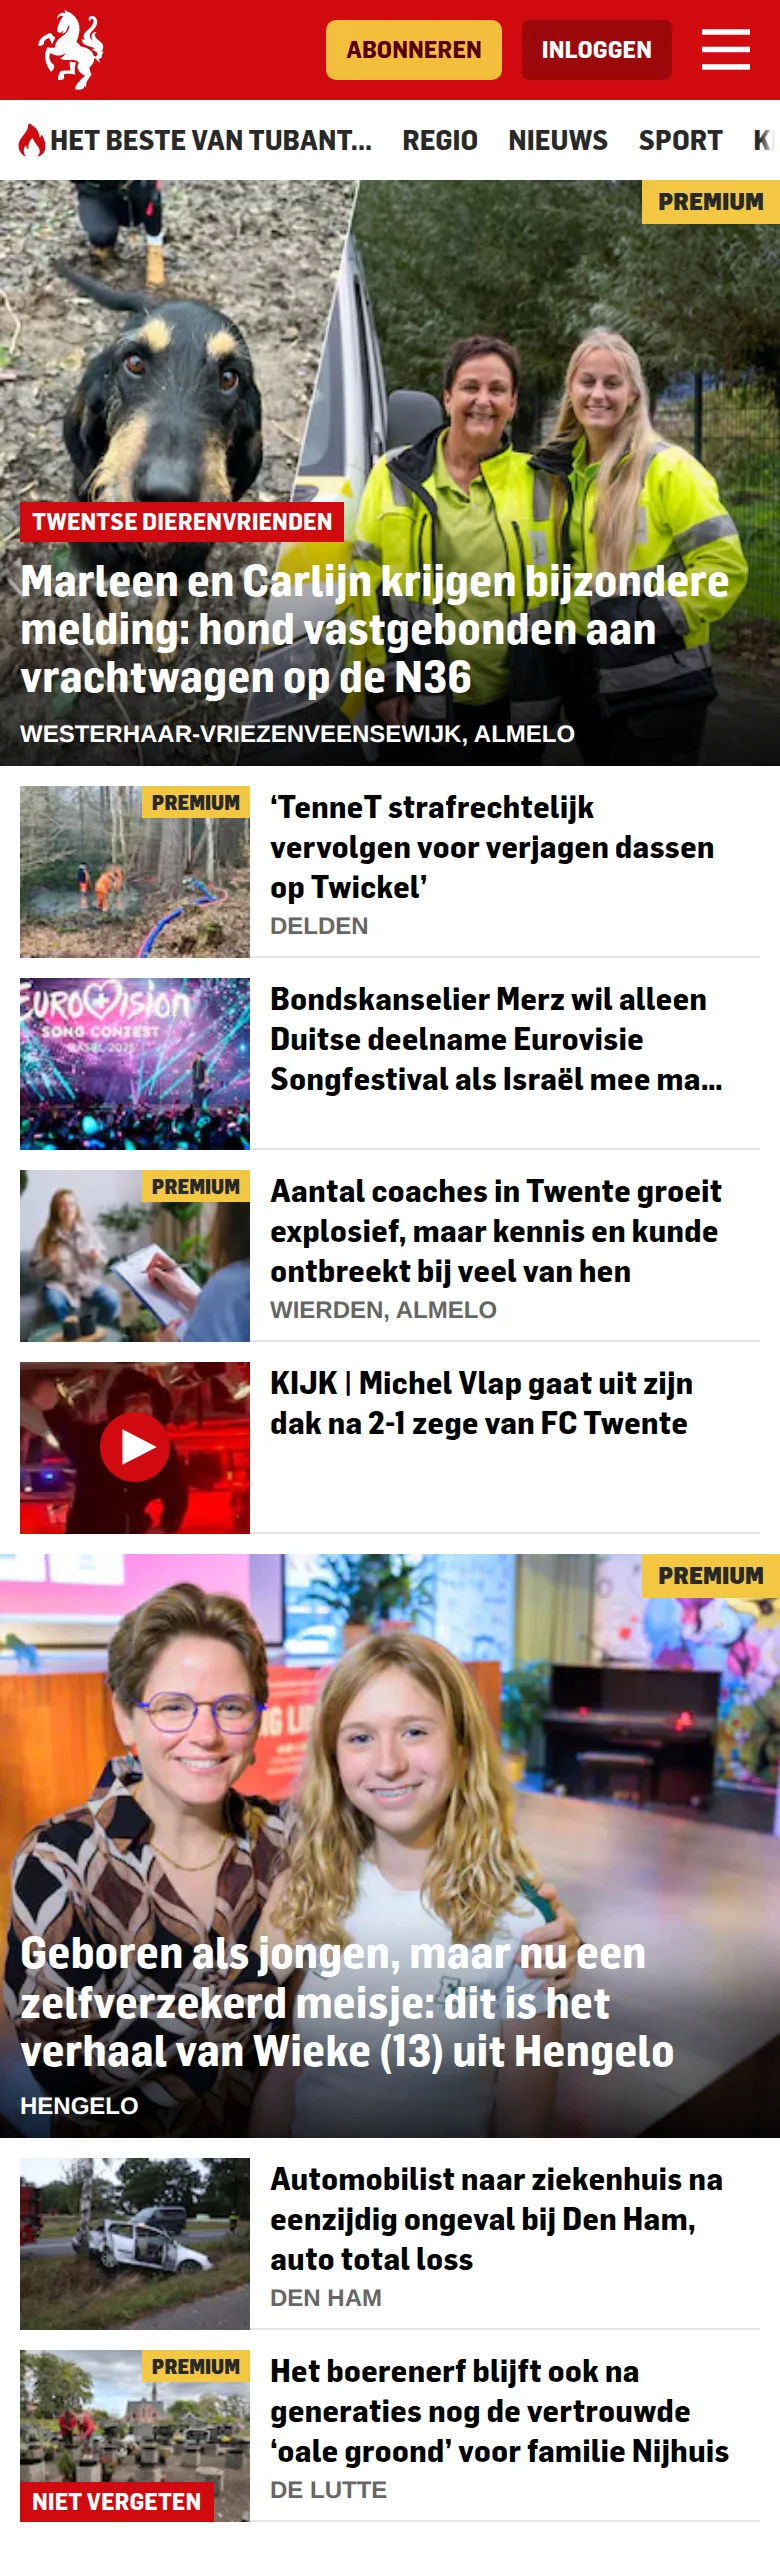 ABONNEREN
INLOGGEN
HET BESTE VAN TUBANT... REGIO NIEUWS SPORT
PREMIUM
TWENTSE DIERENVRIENDEN
Marleen en Carlijn krijgen bijzondere
melding: hond vastgebonden aan
vrachtwagen op de N36
WESTERHAAR-VRIEZENVEENSEWIJK, ALMELO
PREMIUM
‘TenneT strafrechtelijk
vervolgen voor verjagen dassen
op Twickel’
DELDEN
EUROVISION
SONG CONTEST
BASEL 2025
Bondskanselier Merz wil alleen
Duitse deelname Eurovisie
Songfestival als Israël mee ma...
PREMIUM
Aantal coaches in Twente groeit
explosief, maar kennis en kunde
ontbreekt bij veel van hen
WIERDEN, ALMELO
KIJK | Michel Vlap gaat uit zijn
dak na 2-1 zege van FC Twente
PREMIUM
Geboren als jongen, maar nu een
zelfverzekerd meisje: dit is het
verhaal van Wieke (13) uit Hengelo
HENGELO
Automobilist naar ziekenhuis na
eenzijdig ongeval bij Den Ham,
auto total loss
DEN HAM
PREMIUM
NIET VERGETEN
Het boerenerf blijft ook na
generaties nog de vertrouwde
‘oale groond’ voor familie Nijhuis
DE LUTTE